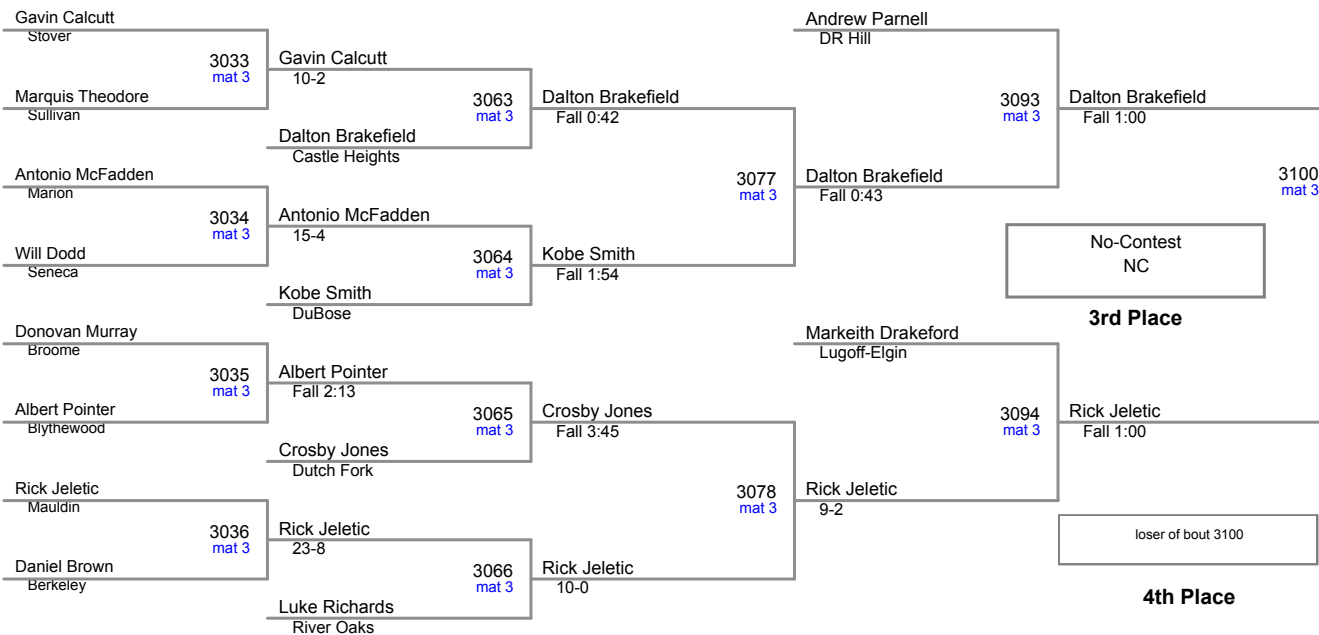 Gavin Calcutt
Stover
3033
mat 3
Marquis Theodore
Sullivan
Gavin Calcutt
10-2
3063
mat 3
Dalton Brakefield
Castle Heights
Antonio McFadden
Marion
3034
mat 3
Will Dodd
Seneca
Antonio McFadden
15-4
3064
mat 3
Kobe Smith
DuBose
Dalton Brakefield
Fall 0:42
3077
mat 3
Kobe Smith
Fall 1:54
Andrew Parnell
DR Hill
3093
mat 3
Dalton Brakefield
Fall 0:43
Dalton Brakefield
Fall 1:00
3100
mat 3
No-Contest
NC
3rd Place
Donovan Murray
Broome
3035
mat 3
Albert Pointer
Blythewood
Albert Pointer
Fall 2:13
3065
mat 3
Crosby Jones
Dutch Fork
Rick Jeletic
Mauldin
3036
mat 3
Daniel Brown
Berkeley
Rick Jeletic
23-8
3066
mat 3
Luke Richards
River Oaks
Crosby Jones
Fall 3:45
3078
mat 3
Rick Jeletic
10-0
Markeith Drakeford
Lugoff-Elgin
3094
mat 3
Rick Jeletic
9-2
Rick Jeletic
Fall 1:00
loser of bout 3100
4th Place